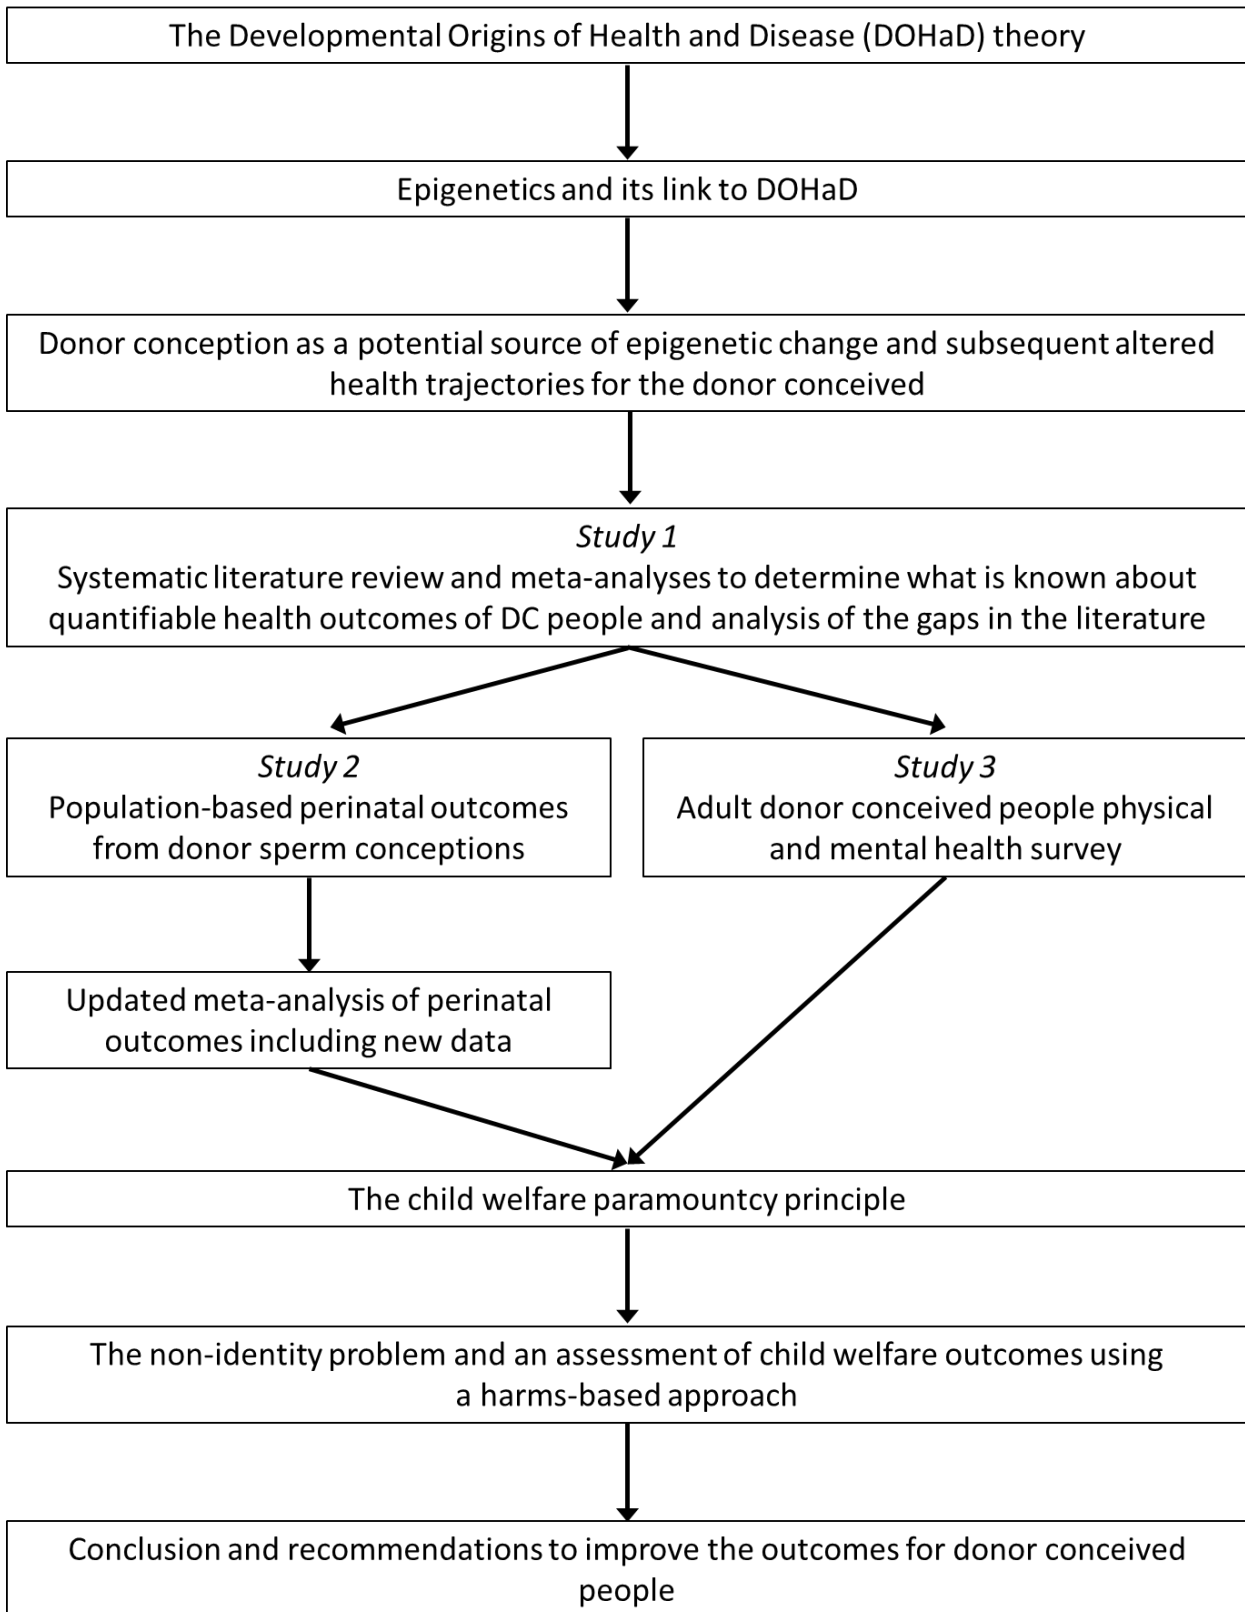 The Developmental Origins of Health and Disease (DOHaD) theory
Epigenetics and its link to DOHaD
Donor conception as a potential source of epigenetic change and subsequent altered
health trajectories for the donor conceived
Study 1
Systematic literature review and meta-analyses to determine what is known about
quantifiable health outcomes of DC people and analysis of the gaps in the literature
Study 2
Population-based perinatal outcomes
from donor sperm conceptions
Study 3
Adult donor conceived people physical
and mental health survey
Updated meta-analysis of perinatal
outcomes including new data
The child welfare paramountcy principle
The non-identity problem and an assessment of child welfare outcomes using
a harms-based approach
Conclusion and recommendations to improve the outcomes for donor conceived
people